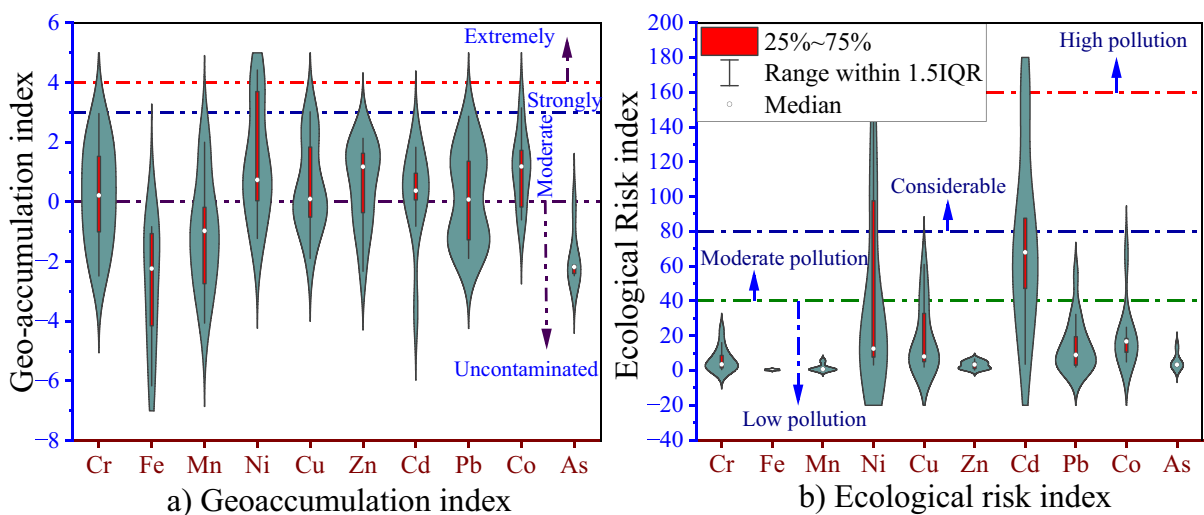 6
4
2
0
−2
−4
−6
−8
Geo-accumulation index
Extremely
Strongly
Moderate
Uncontaminated
Cr Fe Mn Ni Cu Zn Cd Pb Co As
a) Geoaccumulation index
200
180
160
140
120
100
80
60
40
20
0
−20
−40
Ecological Risk index
25%~75%
Range within 1.5IQR
Median
High pollution
Considerable
Moderate pollution
Low pollution
Cr Fe Mn Ni Cu Zn Cd Pb Co As
b) Ecological risk index